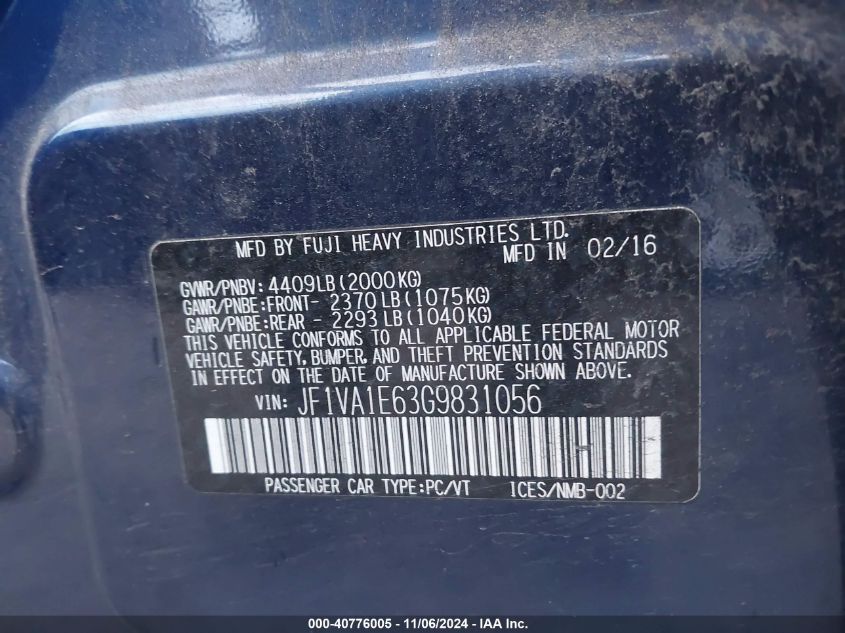 MFD BY FUJI HEAVY INDUSTRIES LTD.
MFD IN 02/16
GVWR/PNBV: 4409LB(2000KG)
GAWR/PNBE:FRONT- 2370LB(1075KG)
GAWR/PNBE:REAR - 2293LB(1040KG)
THIS VEHICLE CONFORMS TO ALL APPLICABLE FEDERAL MOTOR
VEHICLE SAFETY, BUMPER, AND THEFT PREVENTION STANDARDS
IN EFFECT ON THE DATE OF MANUFACTURE SHOWN ABOVE.
VIN: JF1VA1E63G9831056
H
PASSENGER CAR TYPE:PC/VT ICES/NMB-002
000-40776005 - 11/06/2024 - IAA Inc.